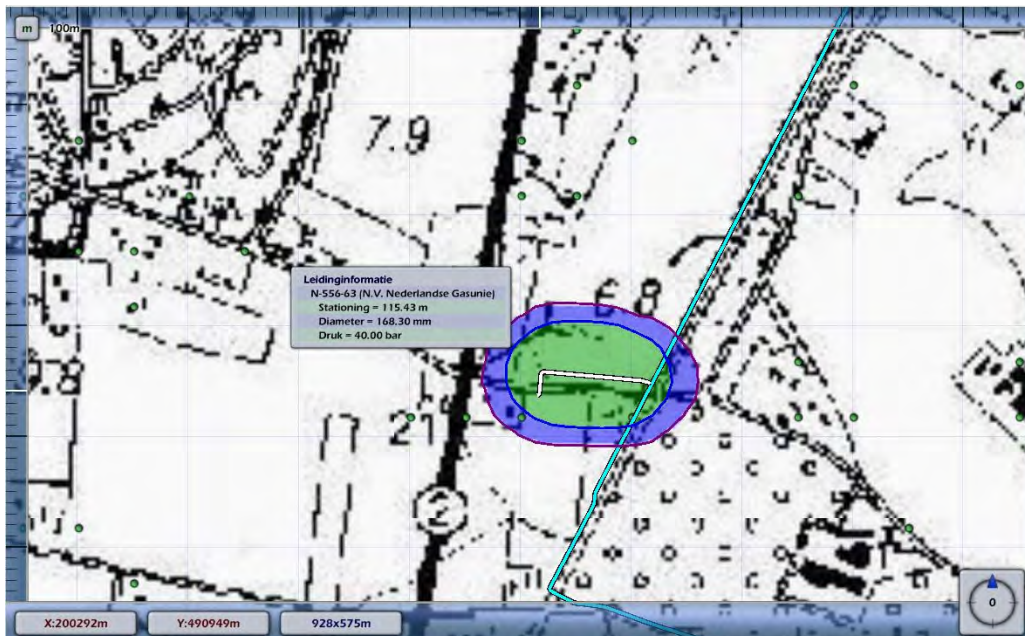 m
100m
7.9
Leidinginformatie
N-556-63 (N.V. Nederlandse Gasunie)
Stationing = 115.43 m
Diameter = 168.30 mm
Druk = 40.00 bar
6.8
9.8
21
2
X:200292m
Y:490949m
928x575m
0